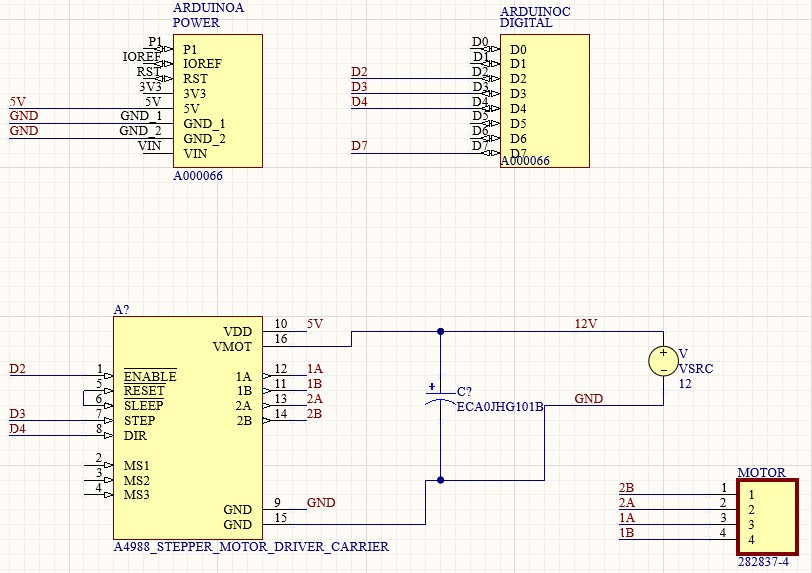 ARDUINOA
POWER
P1 P1
IOREF IOREF
RST RST
3V3 3V3
5V 5V 5V
GND GND_1 GND_1
GND GND_2 GND_2
VIN VIN
A000066
ARDUINOC
DIGITAL
D0 D0
D1 D1
D2 D2 D2
D3 D3 D3
D4 D4 D4
D5 D5
D6 D6
D7 D7 D7
A000066
A?
VDD 10 5V
VMOT 16
D2 1 ENABLE
5 RESET
6 SLEEP
D3 7 STEP
D4 8 DIR
2 MS1
3 MS2
4 MS3
1A 12 1A
1B 11 1B
2A 13 2A
2B 14 2B
GND 9 GND
GND 15
A4988_STEPPER_MOTOR_DRIVER_CARRIER
12V
+
C?
ECA0JHG101B
GND
+
V
VSRC
12
MOTOR
2B 1 1
2A 2 2
1A 3 3
1B 4 4
282837-4